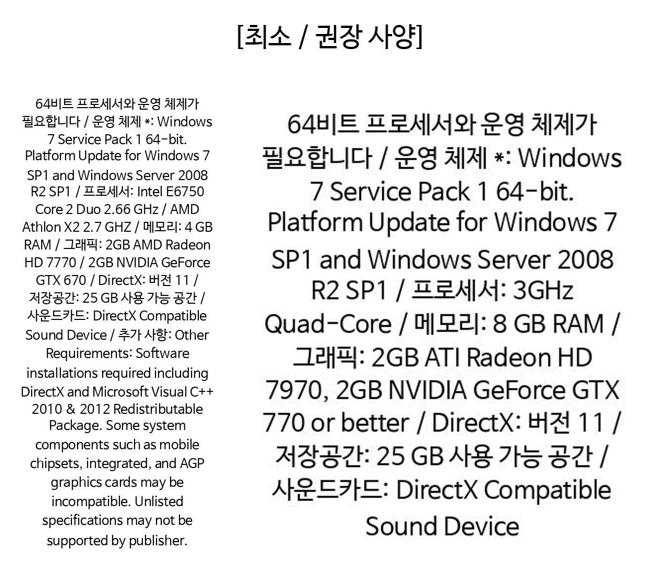 [최소 / 권장 사양]
64비트 프로세서와 운영 체제가
필요합니다 / 운영 체제 *: Windows
7 Service Pack 1 64-bit.
Platform Update for Windows 7
SP1 and Windows Server 2008
R2 SP1 / 프로세서: Intel E6750
Core 2 Duo 2.66 GHz / AMD
Athlon X2 2.7 GHZ / 메모리: 4 GB
RAM / 그래픽: 2GB AMD Radeon
HD 7770 / 2GB NVIDIA GeForce
GTX 670 / DirectX: 버전 11 /
저장공간: 25 GB 사용 가능 공간 /
사운드카드: DirectX Compatible
Sound Device / 추가 사항: Other
Requirements: Software
installations required including
DirectX and Microsoft Visual C++
2010 & 2012 Redistributable
Package. Some system
components such as mobile
chipsets, integrated, and AGP
graphics cards may be
incompatible. Unlisted
specifications may not be
supported by publisher.
64비트 프로세서와 운영 체제가
필요합니다 / 운영 체제 *: Windows
7 Service Pack 1 64-bit.
Platform Update for Windows 7
SP1 and Windows Server 2008
R2 SP1 / 프로세서: 3GHz
Quad-Core / 메모리: 8 GB RAM /
그래픽: 2GB ATI Radeon HD
7970, 2GB NVIDIA GeForce GTX
770 or better / DirectX: 버전 11 /
저장공간: 25 GB 사용 가능 공간 /
사운드카드: DirectX Compatible
Sound Device